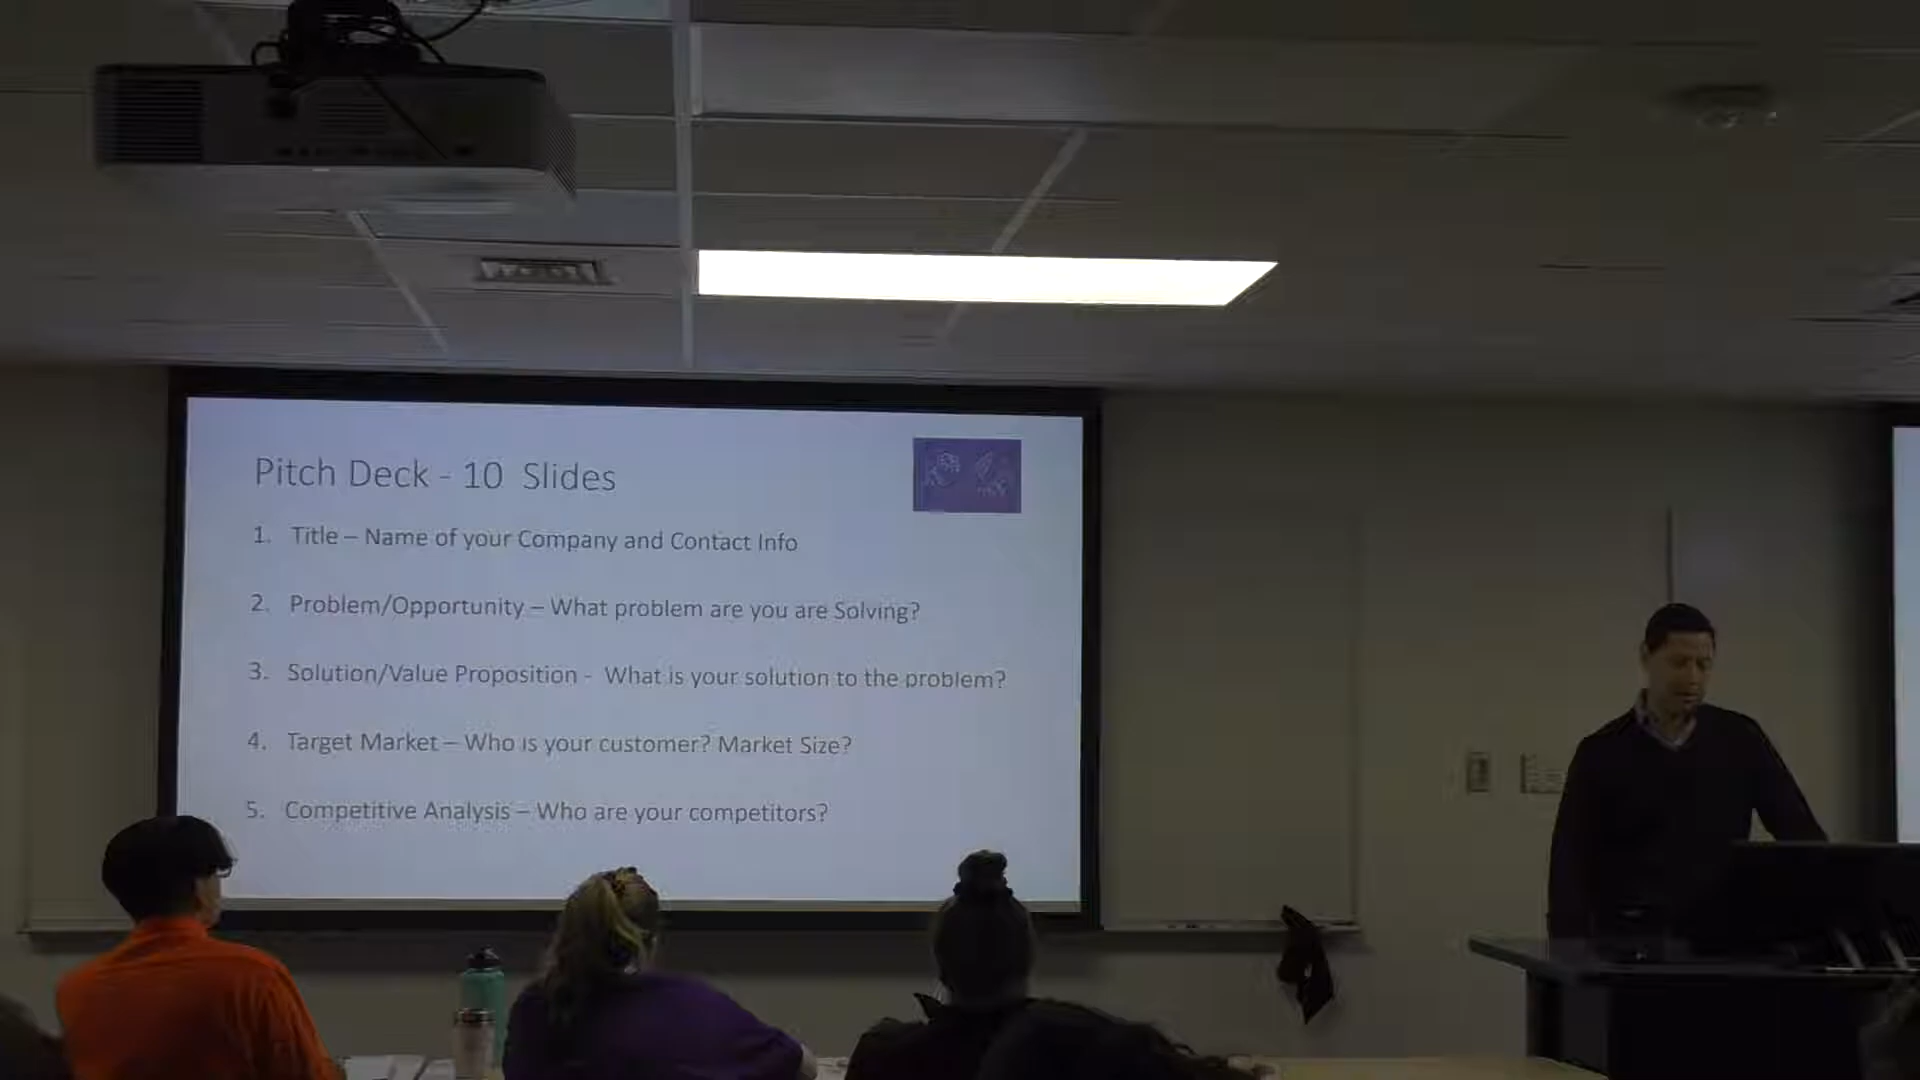 Pitch Deck - 10 Slides
1. Title – Name of your Company and Contact Info
2. Problem/Opportunity – What problem are you are Solving?
3. Solution/Value Proposition - What is your solution to the problem?
4. Target Market – Who is your customer? Market Size?
5. Competitive Analysis – Who are your competitors?